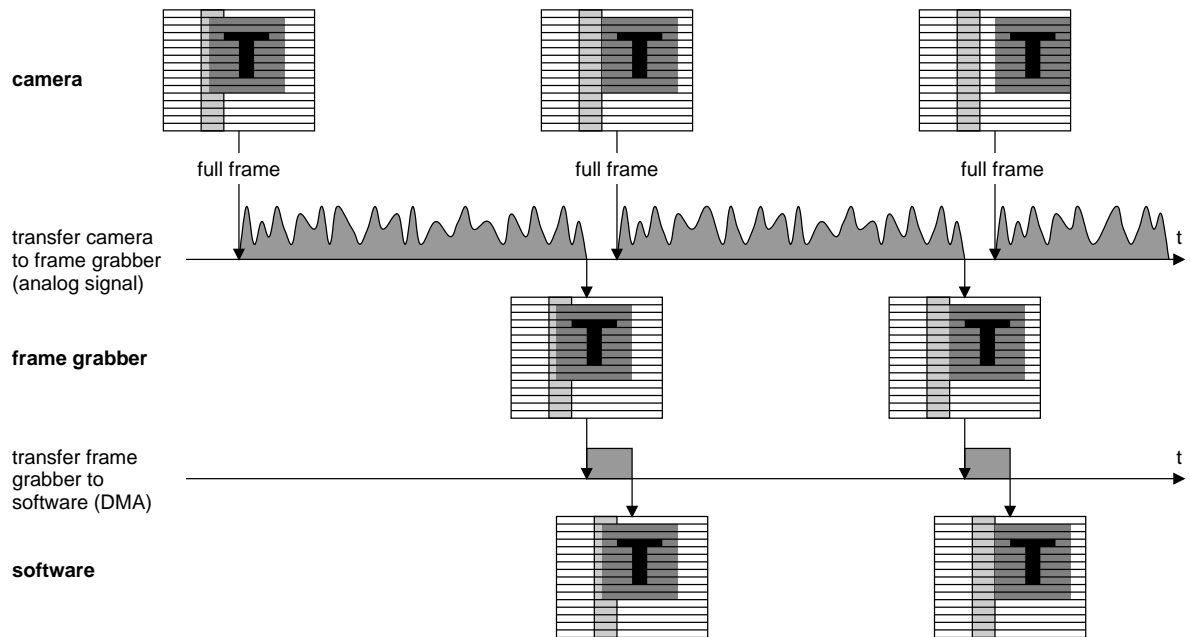 T
T
T
camera
full frame
full frame
full frame
transfer camera
to frame grabber
(analog signal)
t
T
T
frame grabber
transfer frame
grabber to
software (DMA)
t
T
T
software